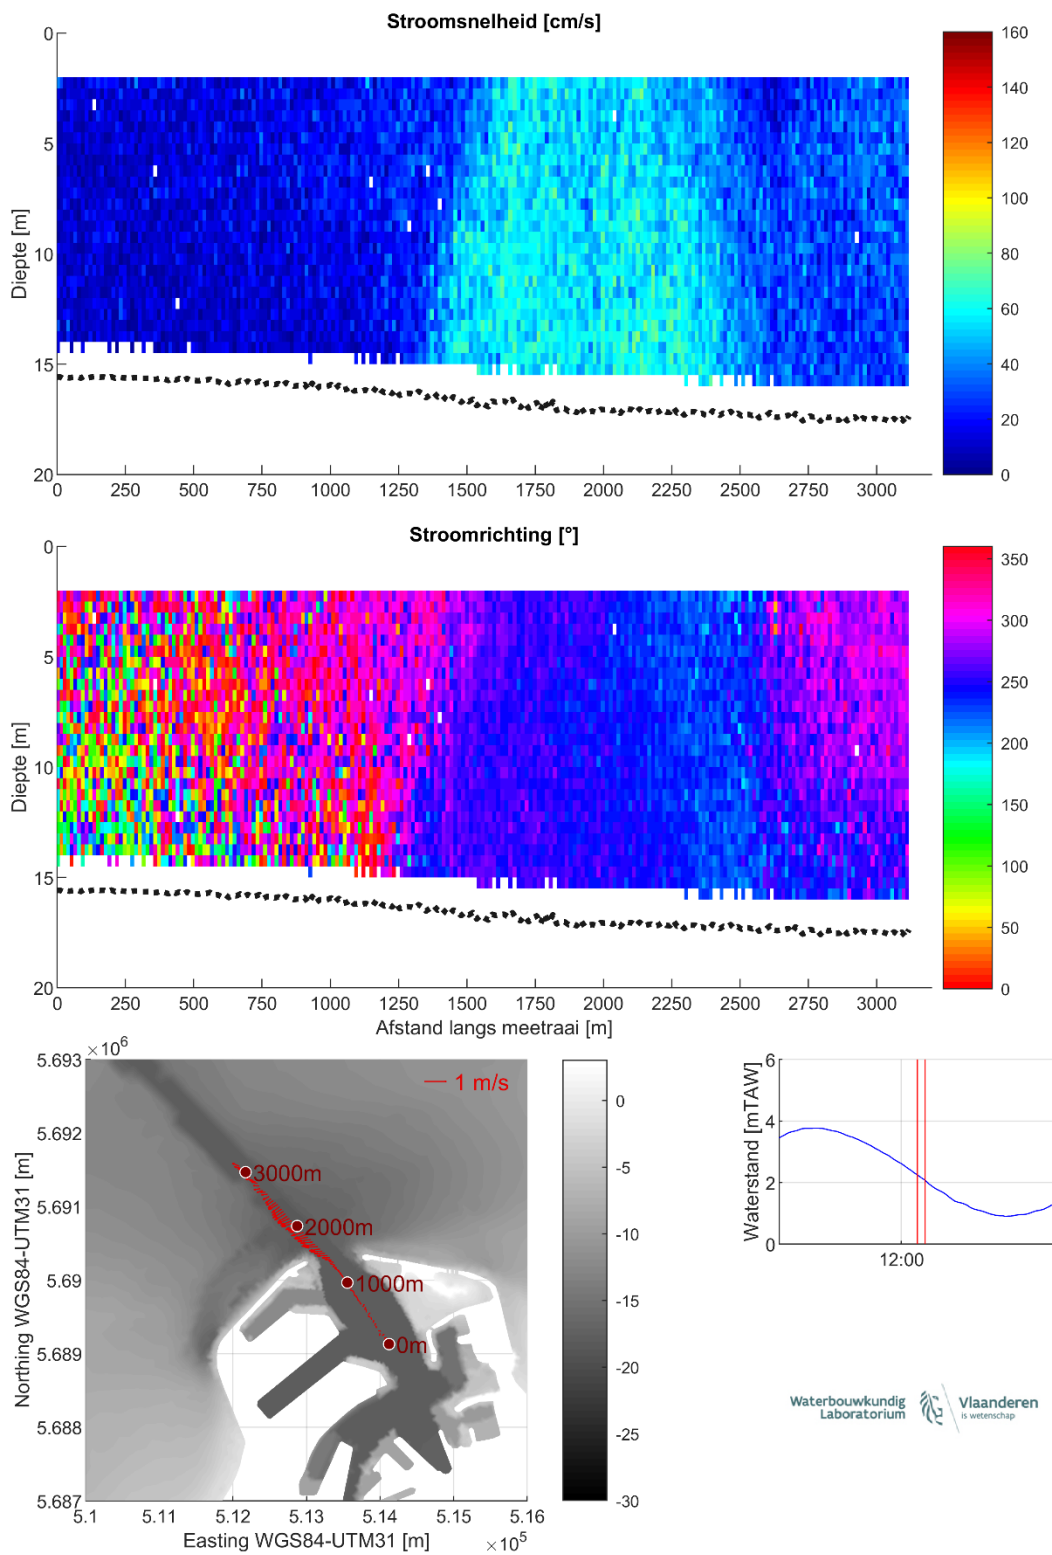 Stroomsnelheid [cm/s]
Diepte [m]
0
5
10
15
20
0 250 500 750 1000 1250 1500 1750 2000 2250 2500 2750 3000
160
140
120
100
80
60
40
20
0
Stroomrichting [°]
Diepte [m]
0
5
10
15
20
0 250 500 750 1000 1250 1500 1750 2000 2250 2500 2750 3000
Afstand langs meetraai [m]
350
300
250
200
150
100
50
0
×10⁶
Northing WGS84-UTM31 [m]
5.693
5.692
5.691
5.69
5.689
5.688
5.687
1 m/s
3000m
2000m
1000m
0m
5.1 5.11 5.12 5.13 5.14 5.15 5.16
Easting WGS84-UTM31 [m]
×10⁵
0
-5
-10
-15
-20
-25
-30
Waterstand [mTAW]
6
4
2
0
12:00
Waterbouwkundig
Laboratorium
Vlaanderen
is wetenschap